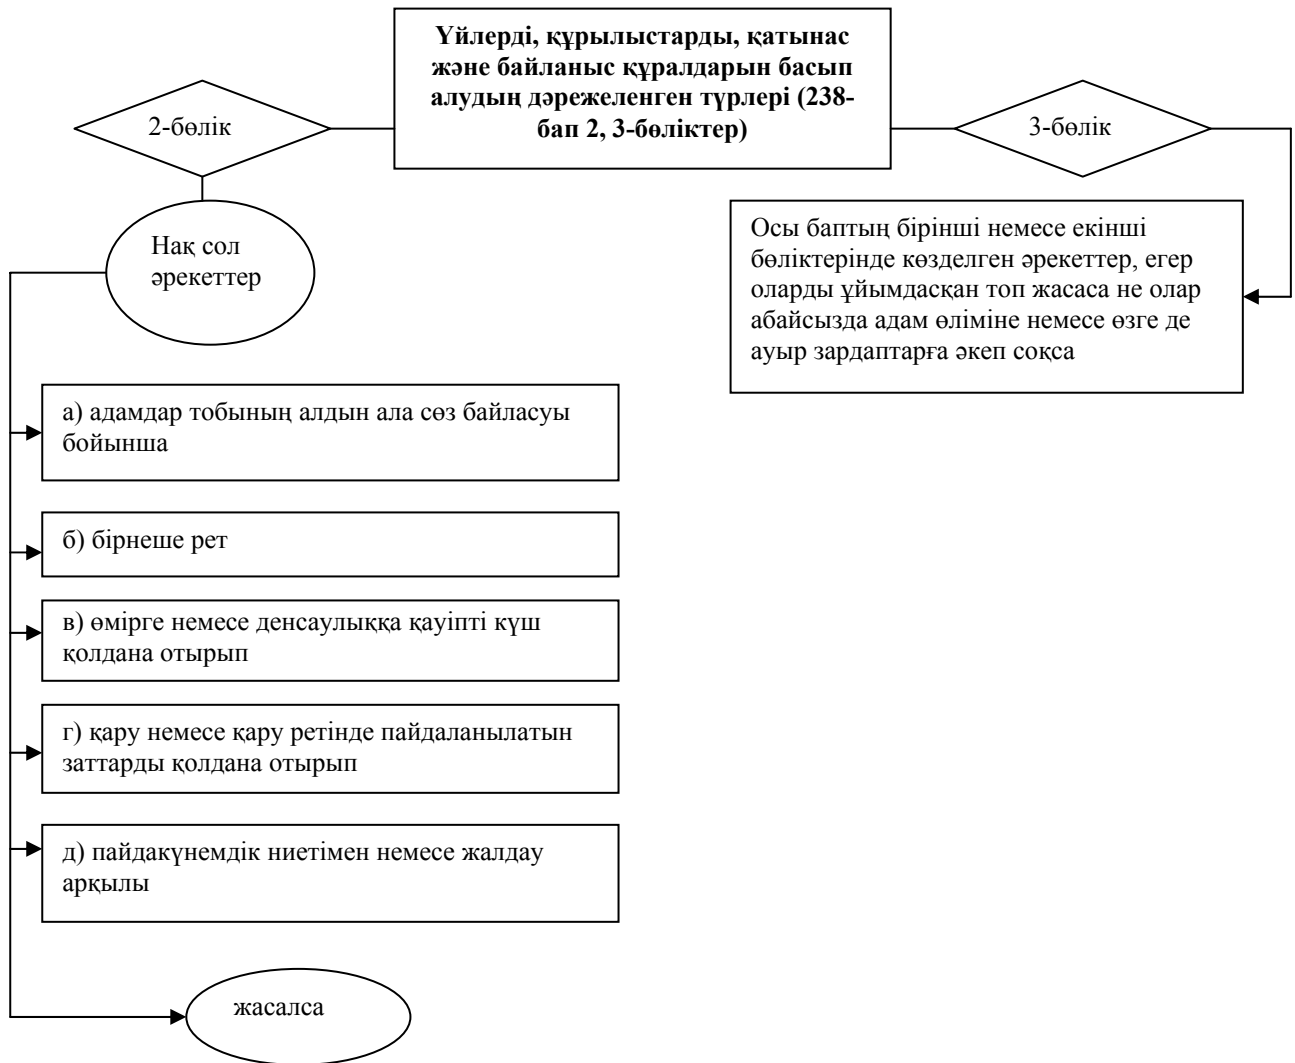 Үйлерді, құрылыстарды, қатынас
және байланыс құралдарын басып
алудың дәрежеленген түрлері (238-
бап 2, 3-бөліктер)
2-бөлік
3-бөлік
Нақ сол
әрекеттер
Осы баптың бірінші немесе екінші
бөліктерінде көзделген әрекеттер, егер
оларды ұйымдасқан топ жасаса не олар
абайсызда адам өліміне немесе өзге де
ауыр зардаптарға әкеп соқса
а) адамдар тобының алдын ала сөз байласуы
бойынша
б) бірнеше рет
в) өмірге немесе денсаулыққа қауіпті күш
қолдана отырып
г) қару немесе қару ретінде пайдаланылатын
заттарды қолдана отырып
д) пайдакүнемдік ниетімен немесе жалдау
арқылы
жасалса